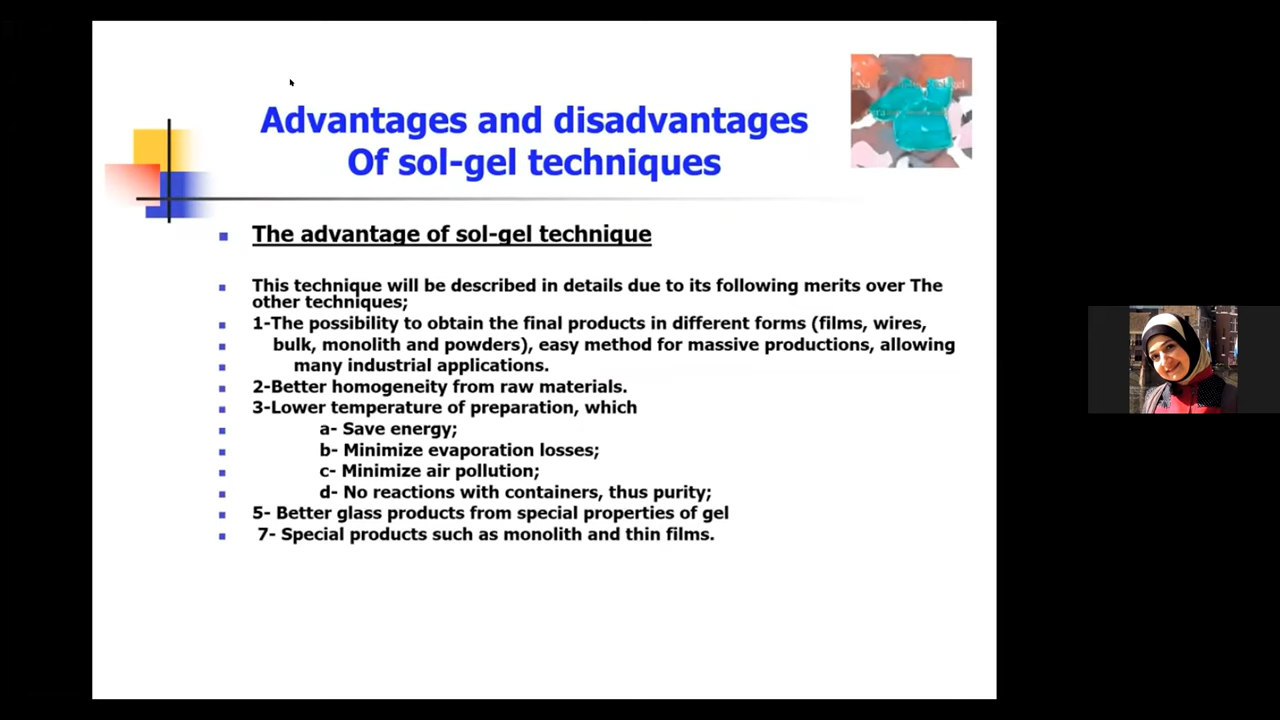 Advantages and disadvantages
Of sol-gel techniques
The advantage of sol-gel technique
This technique will be described in details due to its following merits over The
other techniques;
1-The possibility to obtain the final products in different forms (films, wires,
bulk, monolith and powders), easy method for massive productions, allowing
many industrial applications.
2-Better homogeneity from raw materials.
3-Lower temperature of preparation, which
a- Save energy;
b- Minimize evaporation losses;
c- Minimize air pollution;
d- No reactions with containers, thus purity;
5- Better glass products from special properties of gel
7- Special products such as monolith and thin films.